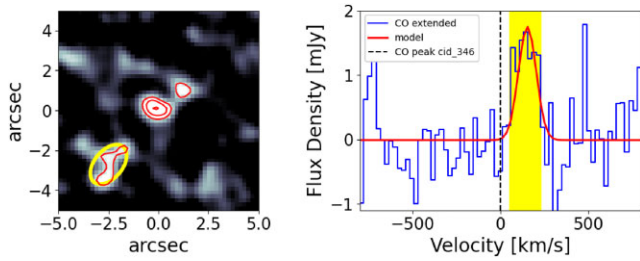 arcsec
4
2
0
−2
−4
−5.0
−2.5
0.0
2.5
5.0
arcsec
Flux Density [mJy]
2
1
0
−1
CO extended
model
CO peak cid_346
−500
0
500
Velocity [km/s]